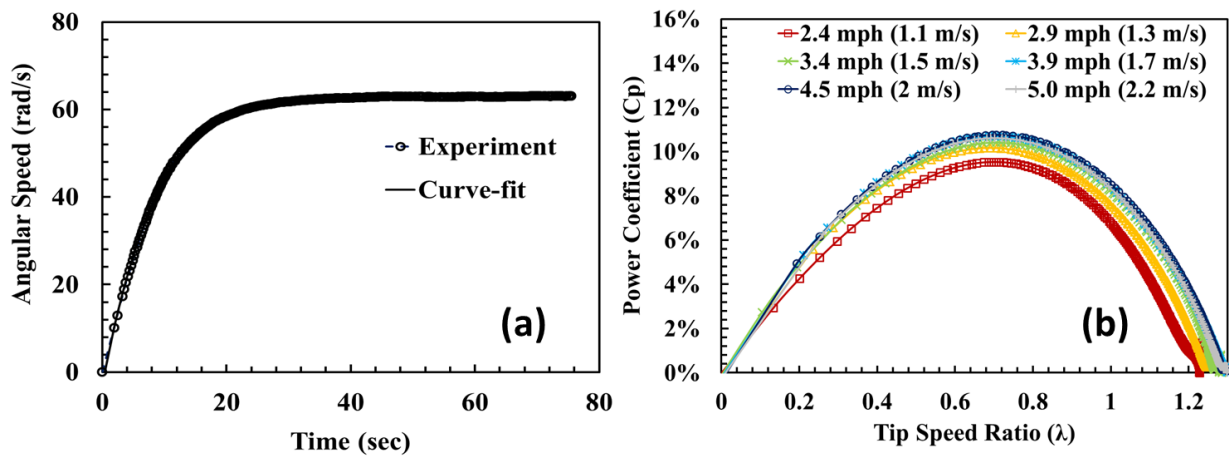 80
60
40
20
0
Angular Speed (rad/s)
Experiment
Curve-fit
(a)
0 20 40 60 80
Time (sec)
16%
14%
12%
10%
8%
6%
4%
2%
0%
Power Coefficient (Cp)
2.4 mph (1.1 m/s) 2.9 mph (1.3 m/s)
3.4 mph (1.5 m/s) 3.9 mph (1.7 m/s)
4.5 mph (2 m/s) 5.0 mph (2.2 m/s)
(b)
0 0.2 0.4 0.6 0.8 1 1.2
Tip Speed Ratio (λ)